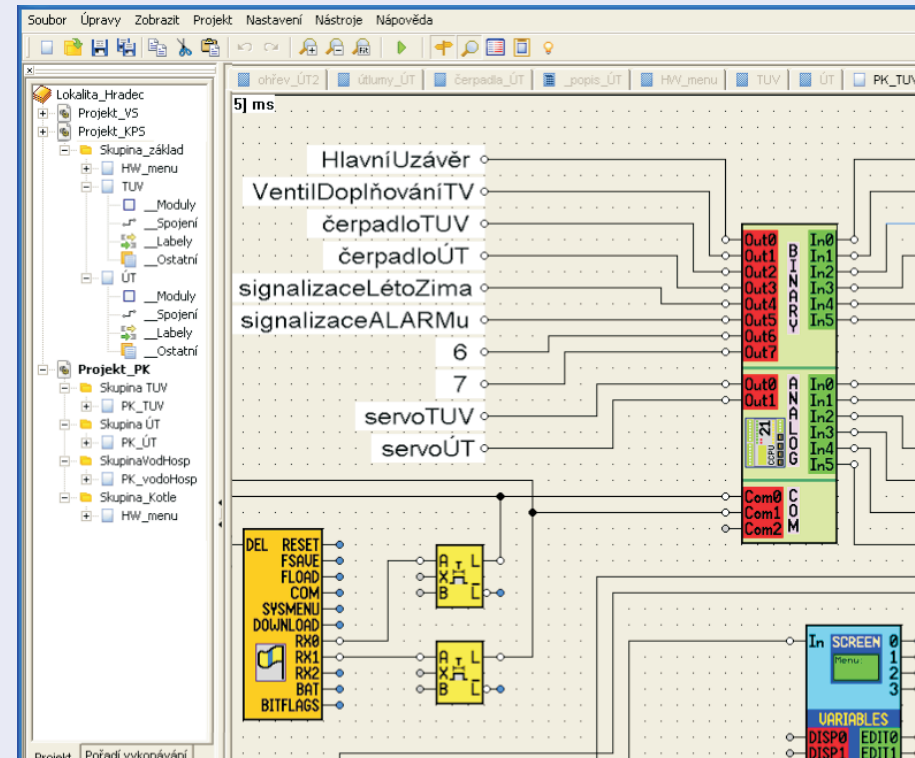 Soubor Úpravy Zobrazit Projekt Nastavení Nástroje Nápověda
ohřev_ÚT2 útlumy_ÚT čerpadla_ÚT _popis_ÚT HW_menu TUV ÚT PK_TUV
Lokalita_Hradec
Projekt_VS
Projekt_KPS
Skupina_základ
HW_menu
TUV
__Moduly
__Spojení
__Labely
__Ostatní
ÚT
__Moduly
__Spojení
__Labely
__Ostatní
Projekt_PK
Skupina TUV
PK_TUV
Skupina ÚT
PK_ÚT
SkupinaVodHosp
PK_vodoHosp
Skupina_Kotle
HW_menu
Projekt Pořadí vykonávání
5] ms
HlavníUzávěr
VentilDoplňováníTV
čerpadloTUV
čerpadloÚT
signalizaceLétoZima
signalizaceALARMu
6
7
servoTUV
servoÚT
BINARY
Out0 In0
Out1 In1
Out2 In2
Out3 In3
Out4 In4
Out5 In5
Out6
Out7
ANALOG
Out0 In0
Out1 In1
In2
In3
In4
In5
21
CCPU
COM
Com0
Com1
Com2
DEL RESET
FSAVE
FLOAD
COM
SYSMENU
DOWNLOAD
RX0
RX1
RX2
BAT
BITFLAGS
A T L
X
B L
A T L
X
B L
In SCREEN 0
Menu: 1
2
3
VARIABLES
DISP0 EDIT0
DISP1 EDIT1